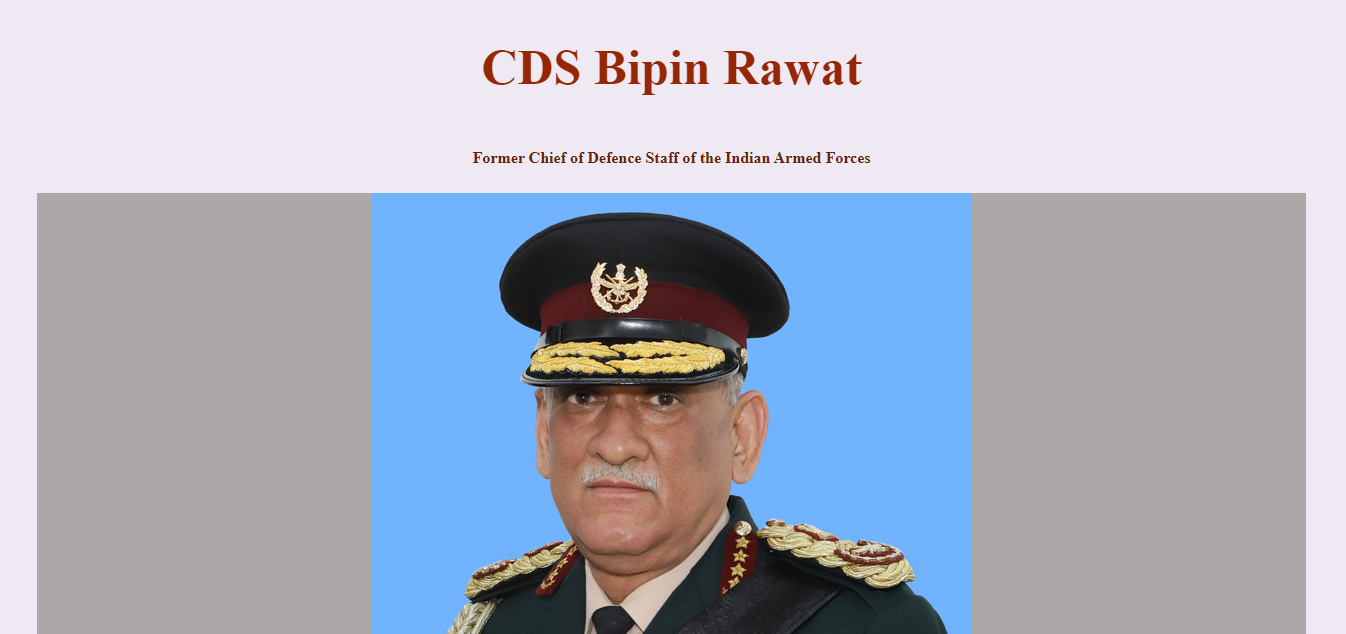 CDS Bipin Rawat
Former Chief of Defence Staff of the Indian Armed Forces